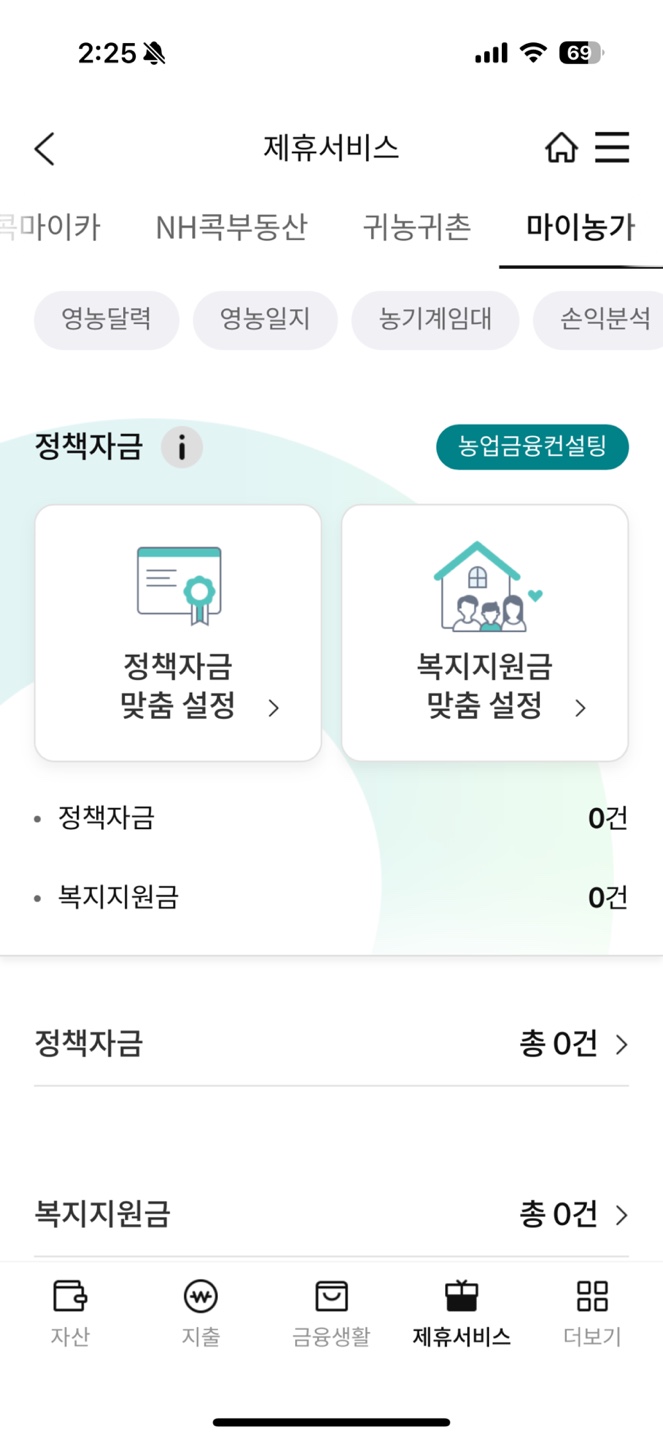 2:25
69
제휴서비스
콕마이카 NH콕부동산 귀농귀촌 마이농가
영농달력 영농일지 농기계임대 손익분석
정책자금 i 농업금융컨설팅
정책자금
맞춤 설정
복지지원금
맞춤 설정
• 정책자금 0건
• 복지지원금 0건
정책자금 총 0건
복지지원금 총 0건
자산 지출 금융생활 제휴서비스 더보기